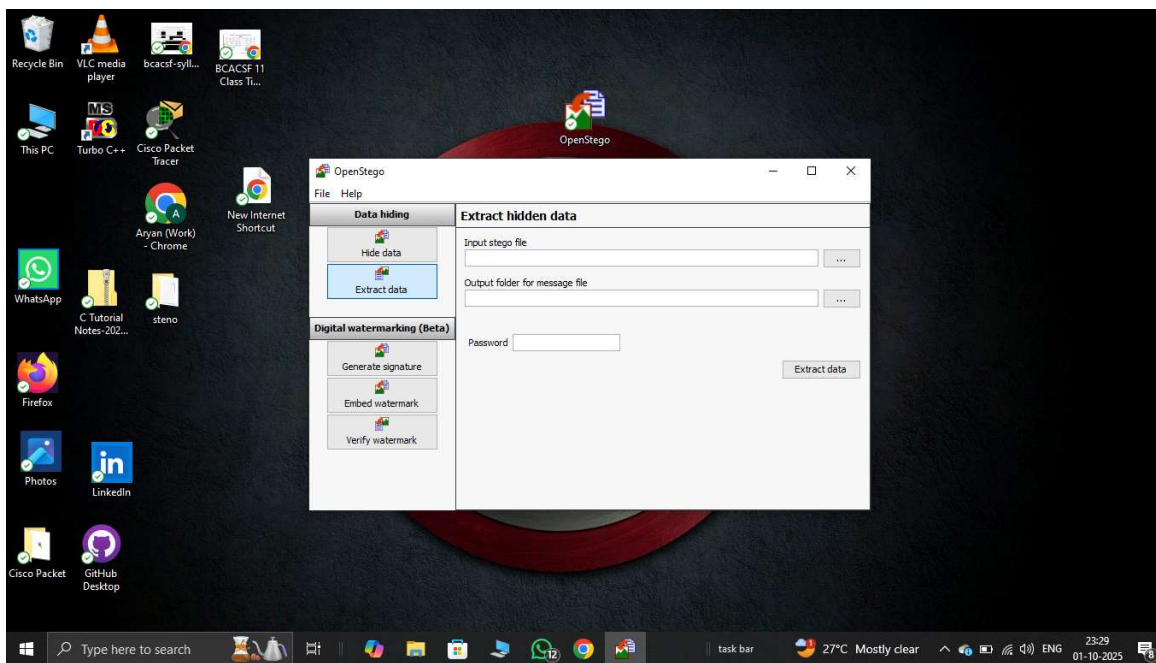 Recycle Bin
VLC media
player
bcacsf-syll...
BCACSF 11
Class Ti...
This PC
MS
Turbo C++
Cisco Packet
Tracer
OpenStego
A
Aryan (Work)
- Chrome
New Internet
Shortcut
WhatsApp
C Tutorial
Notes-202...
steno
Firefox
Photos
in
LinkedIn
Cisco Packet
GitHub
Desktop
OpenStego
File Help
Data hiding
Hide data
Extract data
Digital watermarking (Beta)
Generate signature
Embed watermark
Verify watermark
Extract hidden data
Input stego file
...
Output folder for message file
...
Password
Extract data
Type here to search
12
task bar
27°C Mostly clear
ENG
23:29
01-10-2025
8